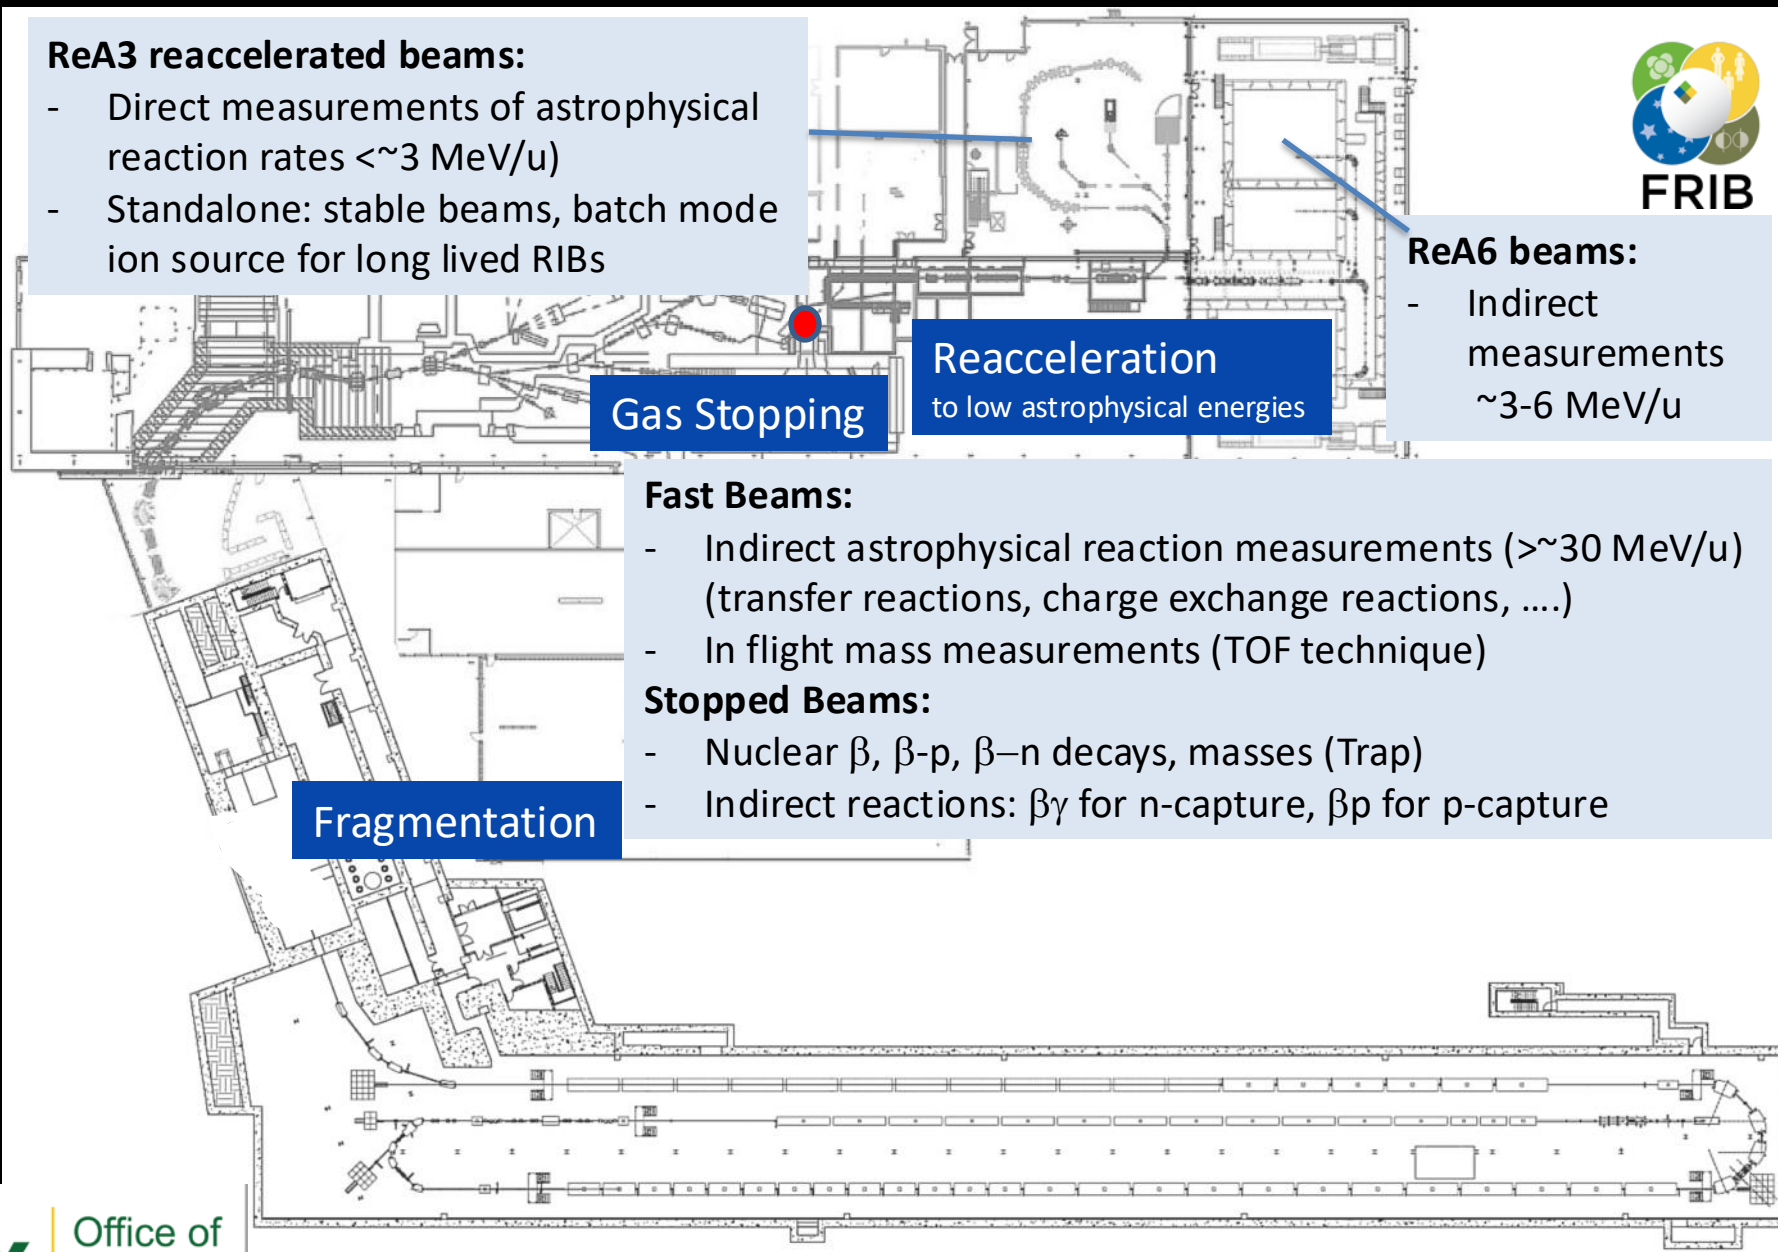 ReA3 reaccelerated beams:
- Direct measurements of astrophysical
reaction rates <~3 MeV/u)
- Standalone: stable beams, batch mode
ion source for long lived RIBs
FRIB
ReA6 beams:
- Indirect
measurements
~3-6 MeV/u
Reacceleration
to low astrophysical energies
Gas Stopping
Fast Beams:
- Indirect astrophysical reaction measurements (>~30 MeV/u)
(transfer reactions, charge exchange reactions, ....)
- In flight mass measurements (TOF technique)
Stopped Beams:
- Nuclear β, β-p, β–n decays, masses (Trap)
- Indirect reactions: βγ for n-capture, βp for p-capture
Fragmentation
Office of